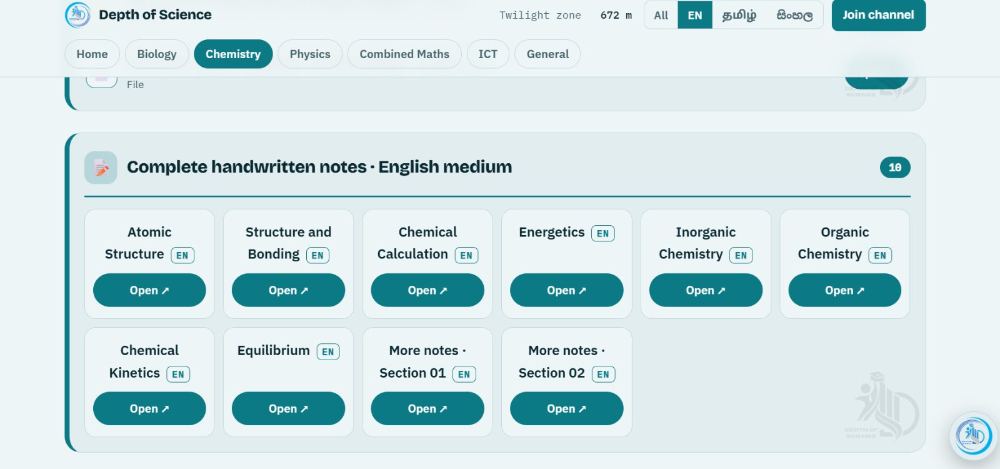 Depth of Science
Twilight zone 672 m
All EN தமிழ் සිංහල
Join channel
Home Biology Chemistry Physics Combined Maths ICT General
File
Complete handwritten notes · English medium
10
Atomic
Structure EN
Open ↗
Structure and
Bonding EN
Open ↗
Chemical
Calculation EN
Open ↗
Energetics EN
Open ↗
Inorganic
Chemistry EN
Open ↗
Organic
Chemistry EN
Open ↗
Chemical
Kinetics EN
Open ↗
Equilibrium EN
Open ↗
More notes ·
Section 01 EN
Open ↗
More notes ·
Section 02 EN
Open ↗